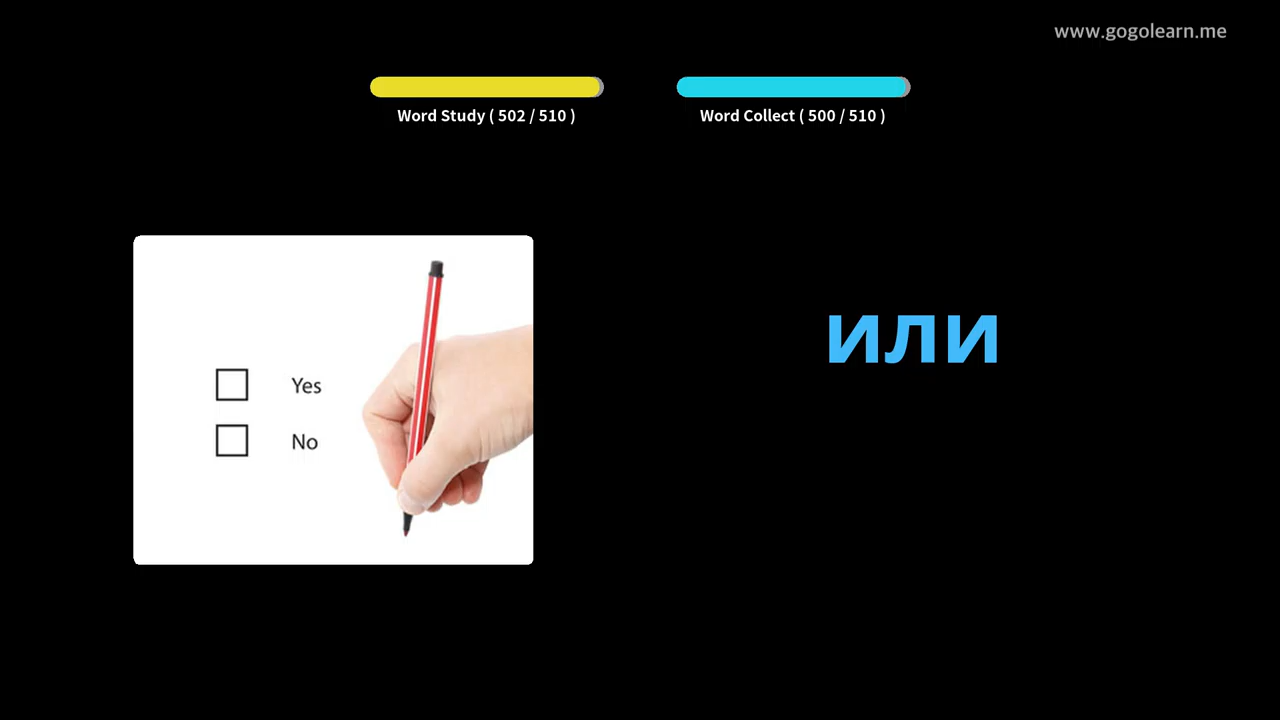 www.gogolearn.me
Word Study ( 502 / 510 )
Word Collect ( 500 / 510 )
или
Yes
No